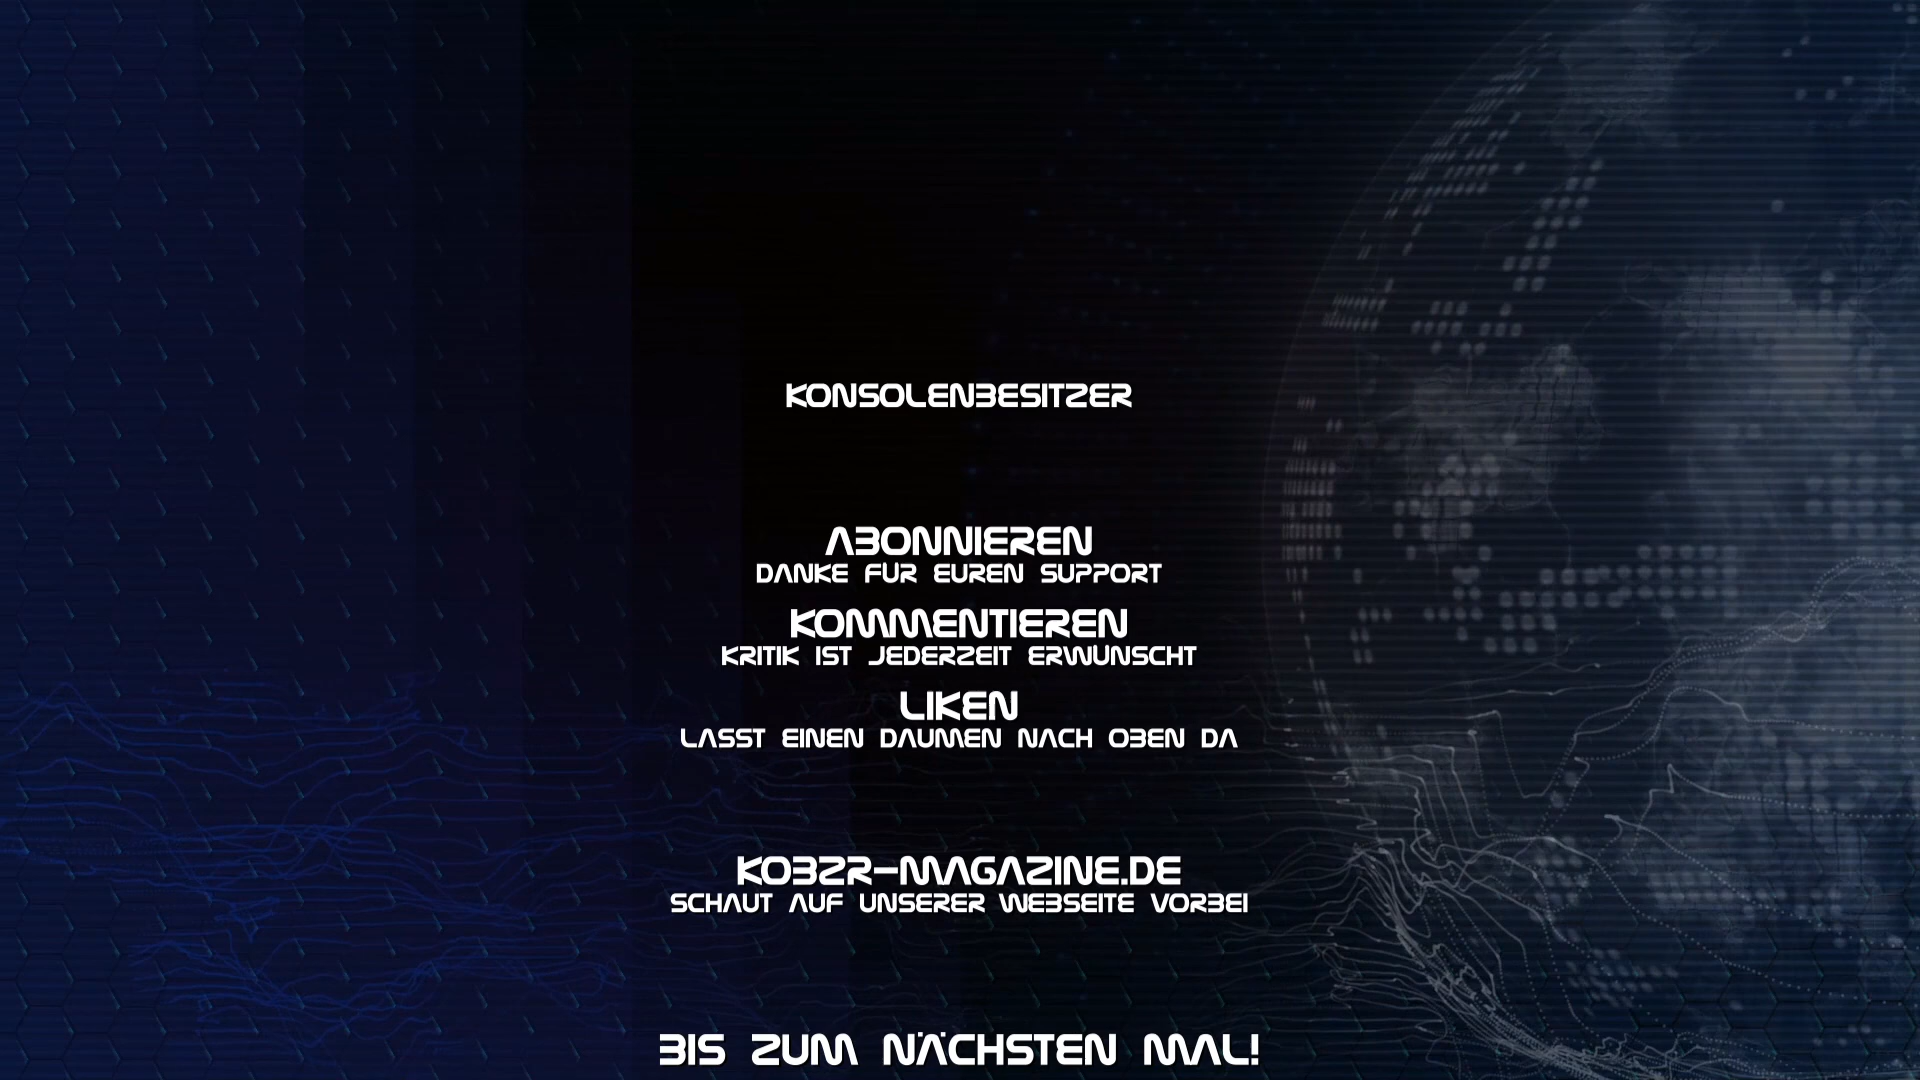 KONSOLENBESITZER
ABONNIEREN
DANKE FÜR EUREN SUPPORT
KOMMENTIEREN
KRITIK IST JEDERZEIT ERWÜNSCHT
LIKEN
LASST EINEN DAUMEN NACH OBEN DA
KOBZR-MAGAZINE.DE
SCHAUT AUF UNSERER WEBSEITE VORBEI
BIS ZUM NÄCHSTEN MAL!